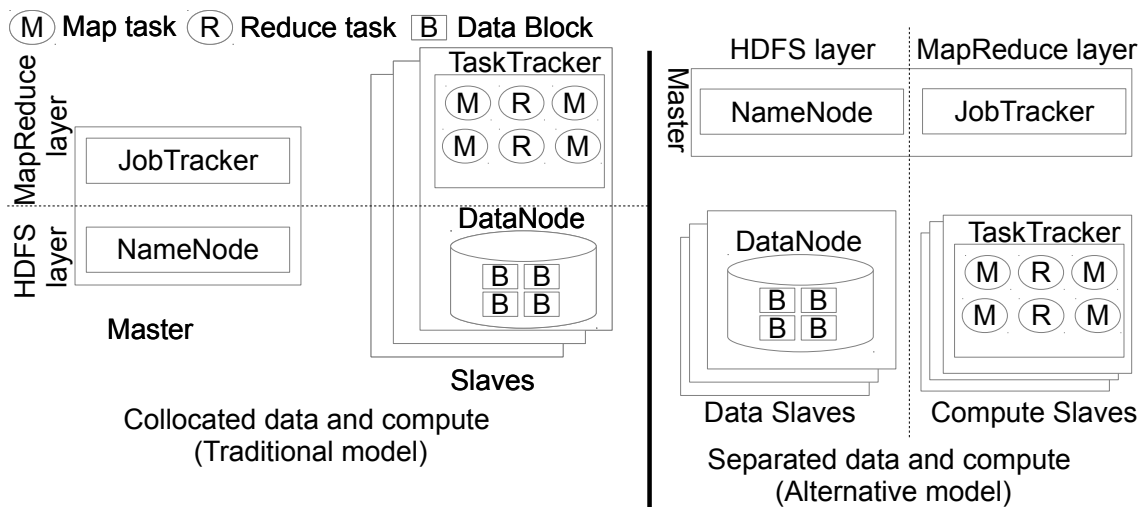 M Map task R Reduce task B Data Block
MapReduce
layer
HDFS
layer
JobTracker
NameNode
Master
TaskTracker
M R M
M R M
DataNode
B B
B B
Slaves
Collocated data and compute
(Traditional model)
HDFS layer MapReduce layer
Master
NameNode JobTracker
DataNode
B B
B B
Data Slaves
TaskTracker
M R M
M R M
Compute Slaves
Separated data and compute
(Alternative model)